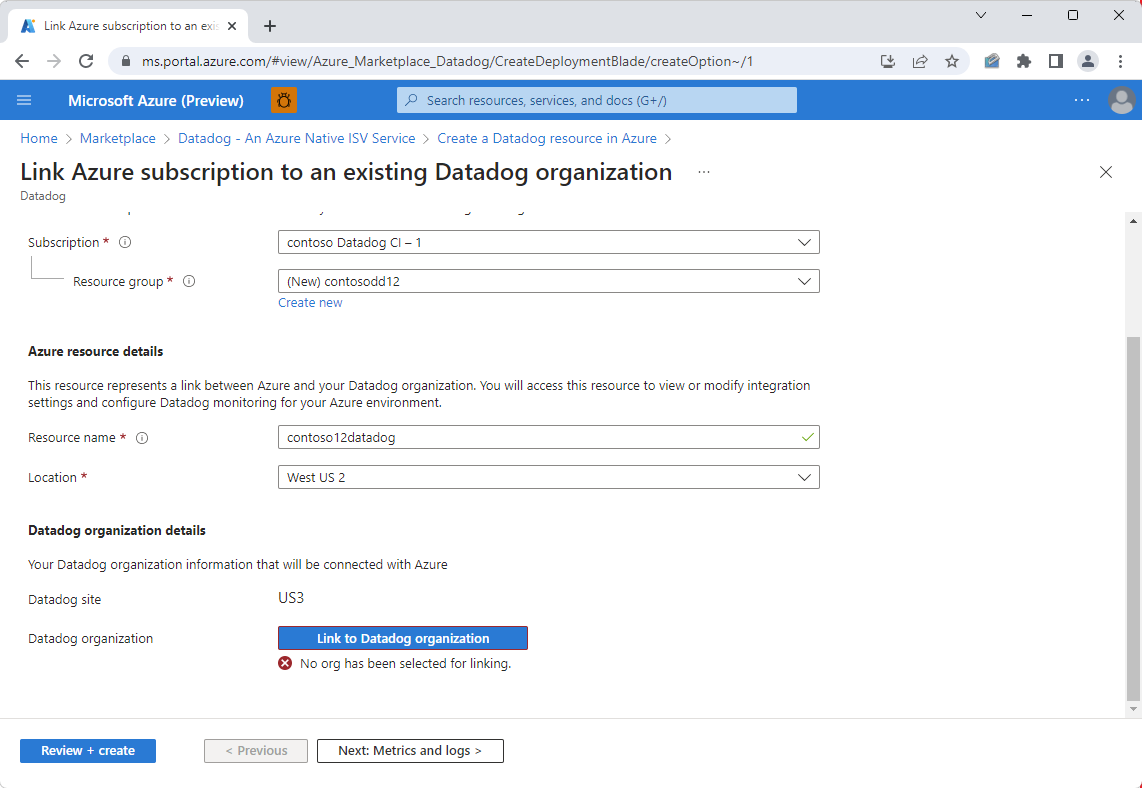 Link Azure subscription to an exis
ms.portal.azure.com/#view/Azure_Marketplace_Datadog/CreateDeploymentBlade/createOption~/1
Microsoft Azure (Preview)
Search resources, services, and docs (G+/)
Home > Marketplace > Datadog - An Azure Native ISV Service > Create a Datadog resource in Azure >
Link Azure subscription to an existing Datadog organization ...
Datadog
Subscription *
contoso Datadog CI – 1
Resource group *
(New) contosodd12
Create new
Azure resource details
This resource represents a link between Azure and your Datadog organization. You will access this resource to view or modify integration
settings and configure Datadog monitoring for your Azure environment.
Resource name *
contoso12datadog
Location *
West US 2
Datadog organization details
Your Datadog organization information that will be connected with Azure
Datadog site
US3
Datadog organization
Link to Datadog organization
No org has been selected for linking.
Review + create
< Previous
Next: Metrics and logs >